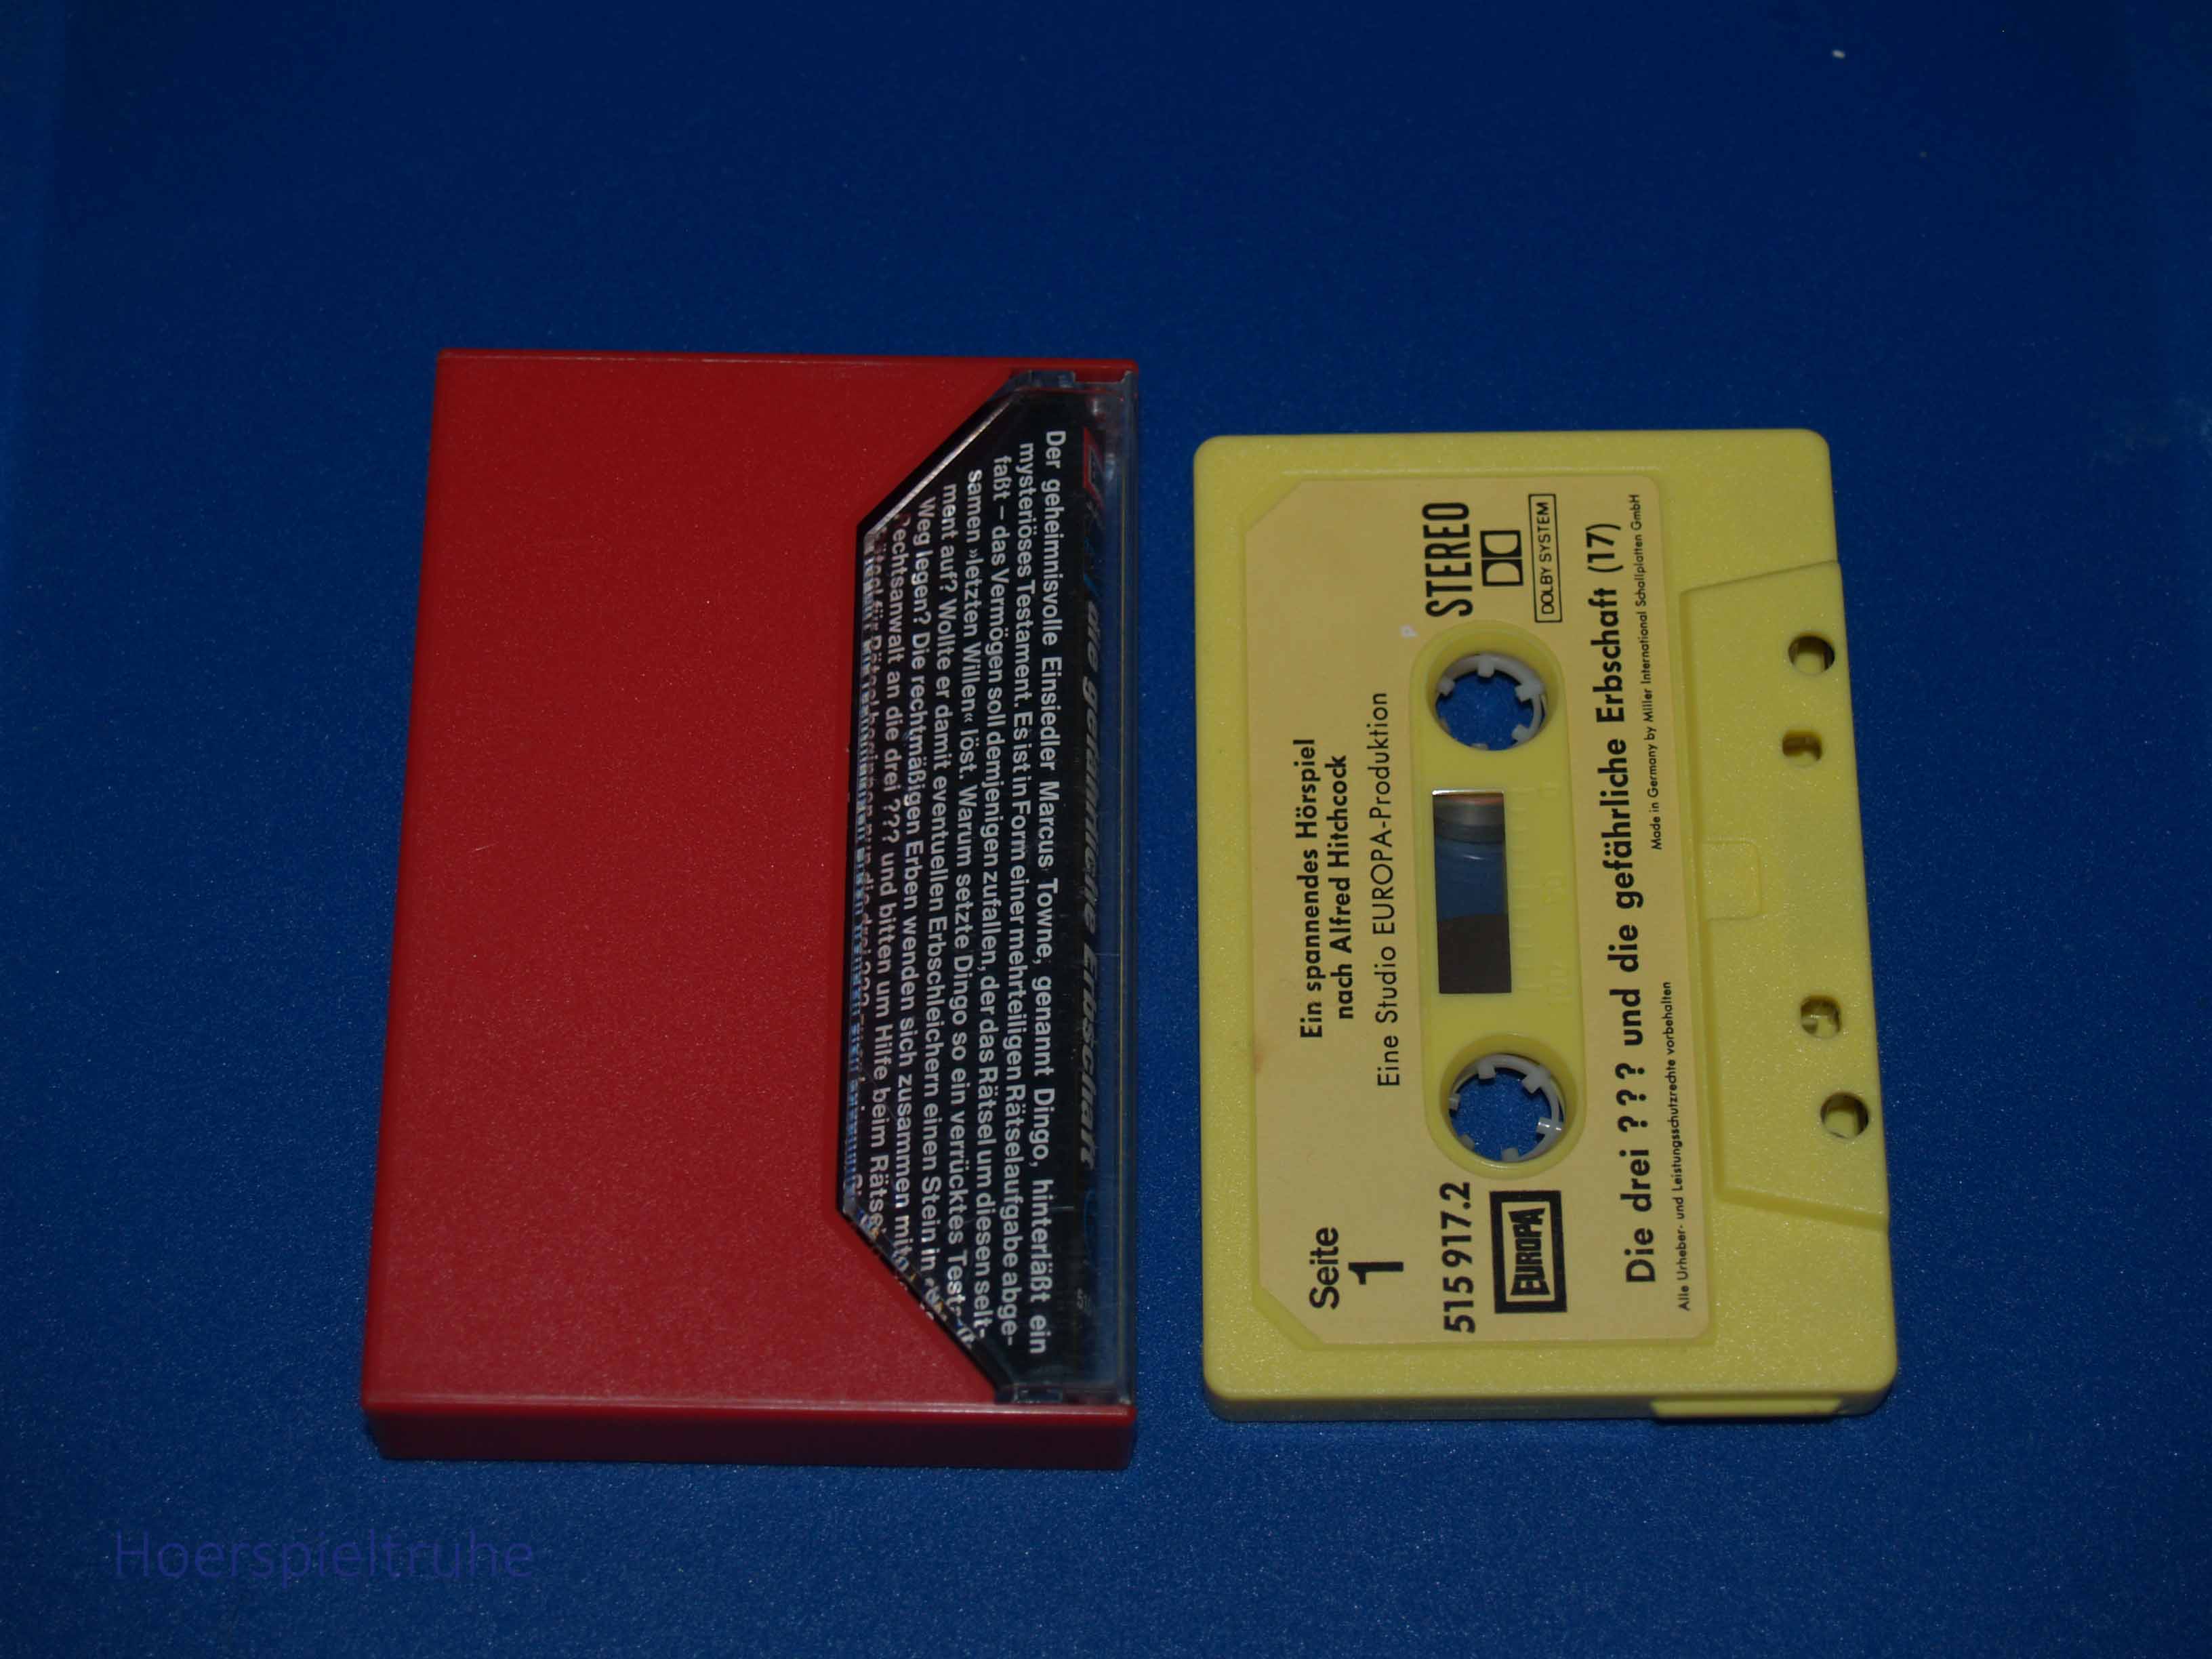 die gefährliche Erbschaft
Der geheimnisvolle Einsiedler Marcus Towne, genannt Dingo, hinterläßt ein
mysteriöses Testament. Es ist in Form einer mehrteiligen Rätselaufgabe abge-
faßt – das Vermögen soll demjenigen zufallen, der das Rätsel um diesen selt-
samen »letzten Willen« löst. Warum setzte Dingo so ein verrücktes Testa-
ment auf? Wollte er damit eventuellen Erbschleichern einen Stein in den
Weg legen? Die rechtmäßigen Erben wenden sich zusammen mit
Rechtsanwalt an die drei ??? und bitten um Hilfe beim Rätsel
Seite
1
Ein spannendes Hörspiel
nach Alfred Hitchcock
Eine Studio EUROPA-Produktion
515 917.2
EUROPA
STEREO
DOLBY SYSTEM
Die drei ? ? ? und die gefährliche Erbschaft (17)
Alle Urheber- und Leistungsschutzrechte vorbehalten
Made in Germany by Miller International Schallplatten GmbH
Hoerspieltruhe